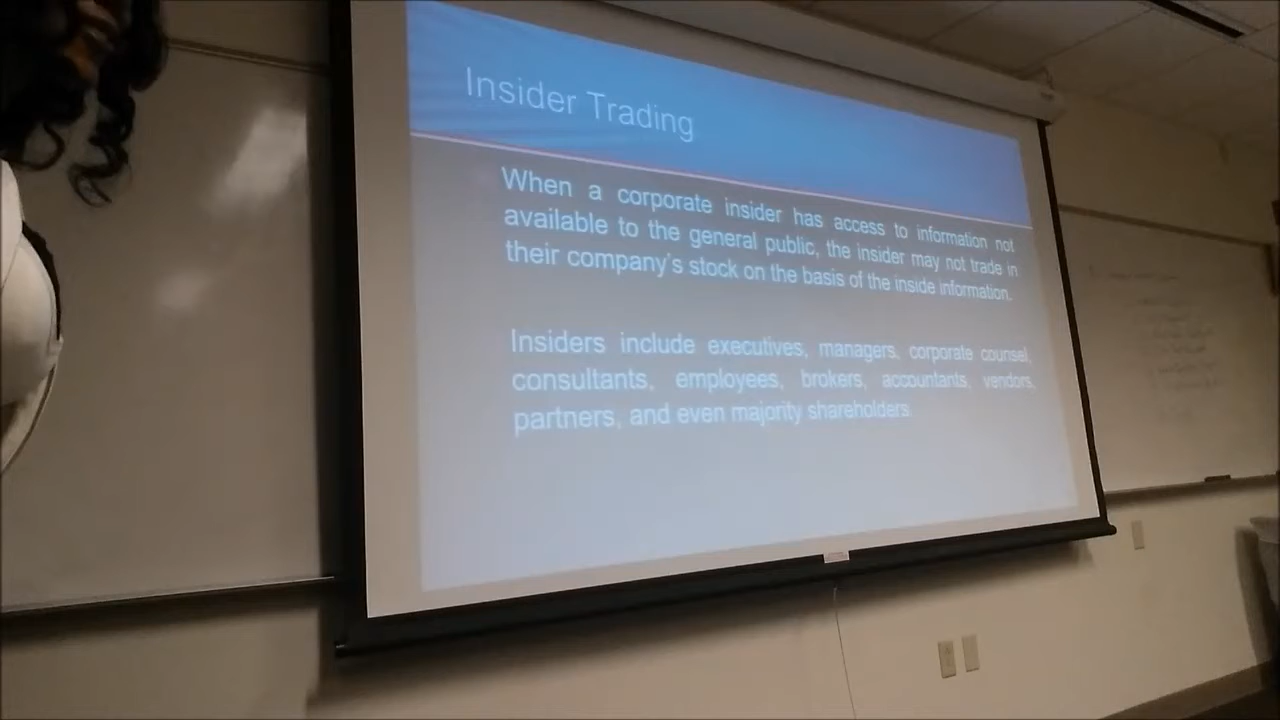 Insider Trading
When a corporate insider has access to information not
available to the general public, the insider may not trade in
their company's stock on the basis of the inside information.
Insiders include executives, managers, corporate counsel,
consultants, employees, brokers, accountants, vendors,
partners, and even majority shareholders.